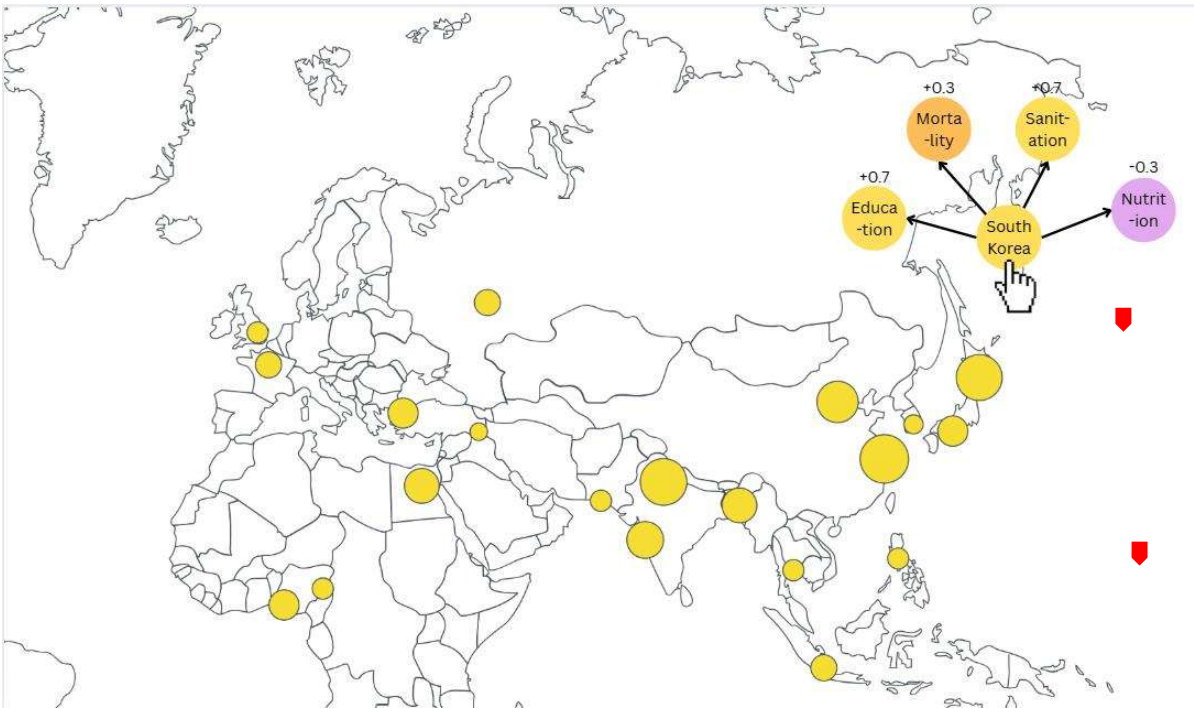 +0.3
Morta
-lity
+0.7
Sanit-
ation
-0.3
Nutrit
-ion
+0.7
Educa
-tion
South
Korea